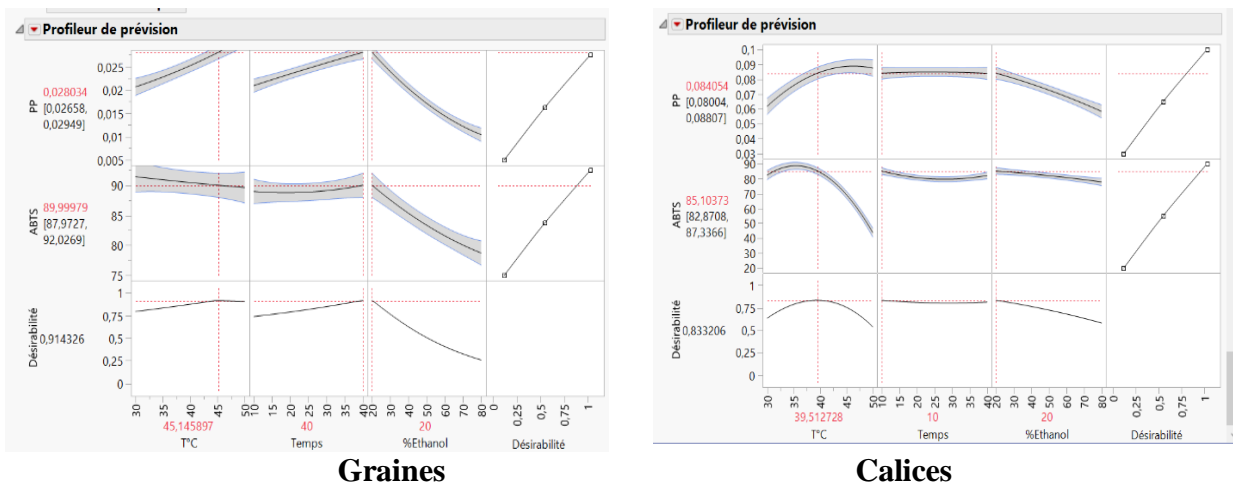 Profileur de prévision
PP
0,028034
[0,02658,
0,02949]
0,025
0,02
0,015
0,01
0,005
ABTS
89,99979
[87,9727,
92,0269]
90
85
80
75
Désirabilité
0,914326
1
0,75
0,5
0,25
0
30 35 40 45 50
10 15 20 25 30 35 40
20 30 40 50 60 70 80
0 0,25 0,5 0,75 1
45,145897
T°C
40
Temps
20
%Ethanol
Désirabilité
Graines
Profileur de prévision
PP
0,084054
[0,08004,
0,08807]
0,1
0,09
0,08
0,07
0,06
0,05
0,04
0,03
ABTS
85,10373
[82,8708,
87,3366]
90
80
70
60
50
40
30
20
Désirabilité
0,833206
1
0,75
0,5
0,25
0
30 35 40 45 50
10 15 20 25 30 35 40
20 30 40 50 60 70 80
0 0,25 0,5 0,75 1
39,512728
T°C
10
Temps
20
%Ethanol
Désirabilité
Calices